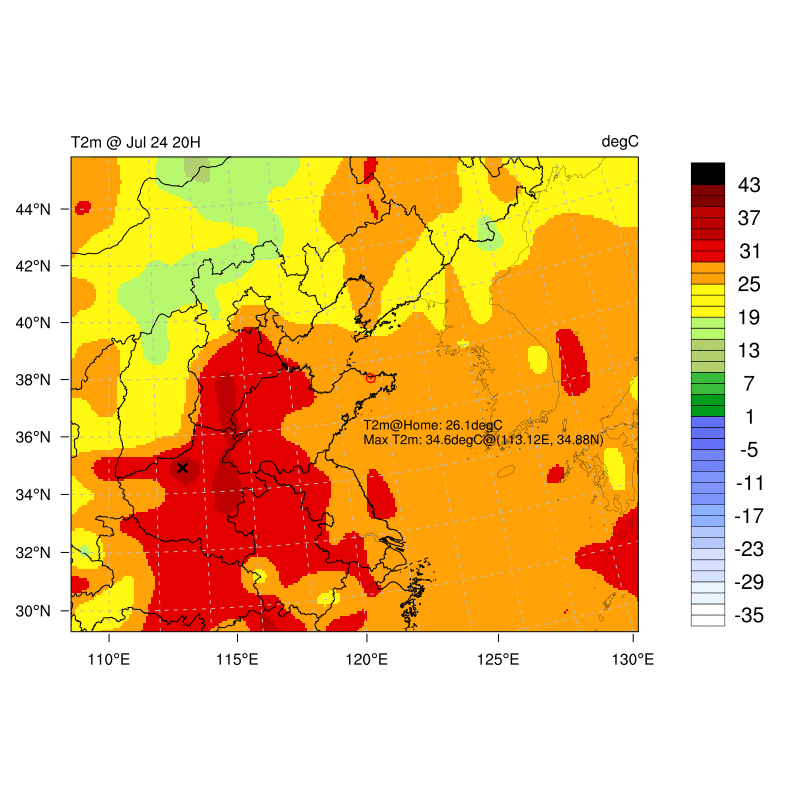 T2m @ Jul 24 20H
degC
44°N
42°N
40°N
38°N
36°N
34°N
32°N
30°N
T2m@Home: 26.1degC
Max T2m: 34.6degC@(113.12E, 34.88N)
110°E
115°E
120°E
125°E
130°E
43
37
31
25
19
13
7
1
-5
-11
-17
-23
-29
-35